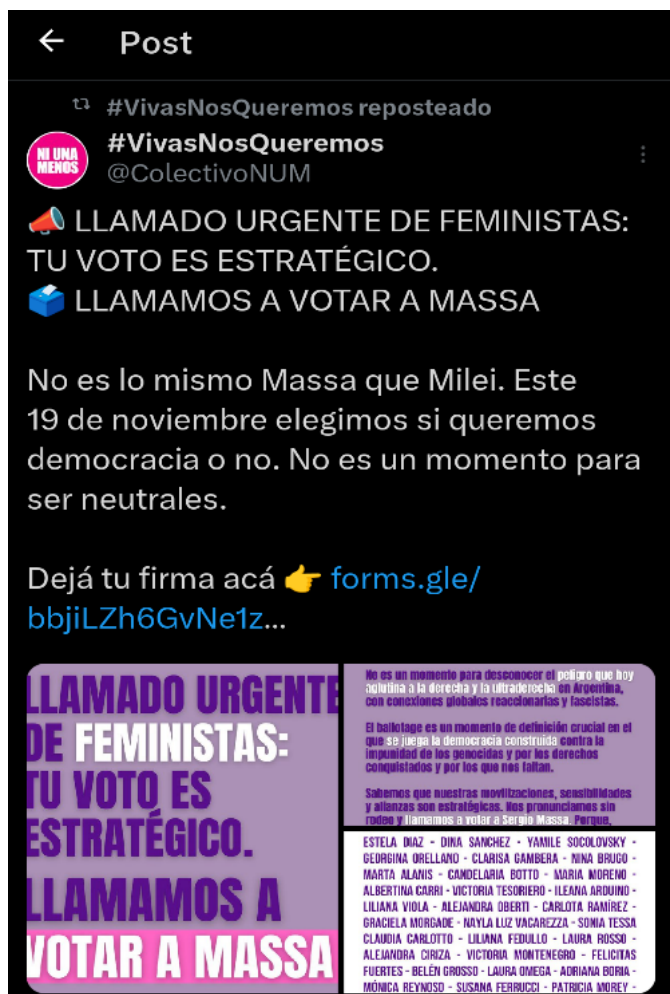 Post
#VivasNosQueremos reposteado
NI UNA
MENOS
#VivasNosQueremos
@ColectivoNUM
📣 LLAMADO URGENTE DE FEMINISTAS:
TU VOTO ES ESTRATÉGICO.
🗳️ LLAMAMOS A VOTAR A MASSA
No es lo mismo Massa que Milei. Este
19 de noviembre elegimos si queremos
democracia o no. No es un momento para
ser neutrales.
Dejá tu firma acá 👉 forms.gle/
bbjiLZh6GvNe1z...
LLAMADO URGENTE
DE FEMINISTAS:
TU VOTO ES
ESTRATÉGICO.
LLAMAMOS A
VOTAR A MASSA
No es un momento para desconocer el peligro que hoy
aglutina a la derecha y la ultraderecha en Argentina,
con conexiones globales reaccionarias y fascistas.
El ballotage es un momento de definición crucial en el
que se juega la democracia construida contra la
impunidad de los genocidas y por los derechos
conquistados y por los que nos faltan.
Sabemos que nuestras movilizaciones, sensibilidades
y alianzas son estratégicas. Nos pronunciamos sin
rodeo y llamamos a votar a Sergio Massa. Porque,
ESTELA DIAZ - DINA SANCHEZ - YAMILE SOCOLOVSKY -
GEORGINA ORELLANO - CLARISA GAMBERA - NINA BRUGO -
MARTA ALANIS - CANDELARIA BOTTO - MARIA MORENO -
ALBERTINA CARRI - VICTORIA TESORIERO - ILEANA ARDUINO -
LILIANA VIOLA - ALEJANDRA OBERTI - CARLOTA RAMÍREZ -
GRACIELA MORGADE - NAYLA LUZ VACAREZZA - SONIA TESSA
CLAUDIA CARLOTTO - LILIANA FEDULLO - LAURA ROSSO -
ALEJANDRA CIRIZA - VICTORIA MONTENEGRO - FELICITAS
FUERTES - BELÉN GROSSO - LAURA OMEGA - ADRIANA BORIA -
MÓNICA REYNOSO - SUSANA FERRUCCI - PATRICIA MOREY -